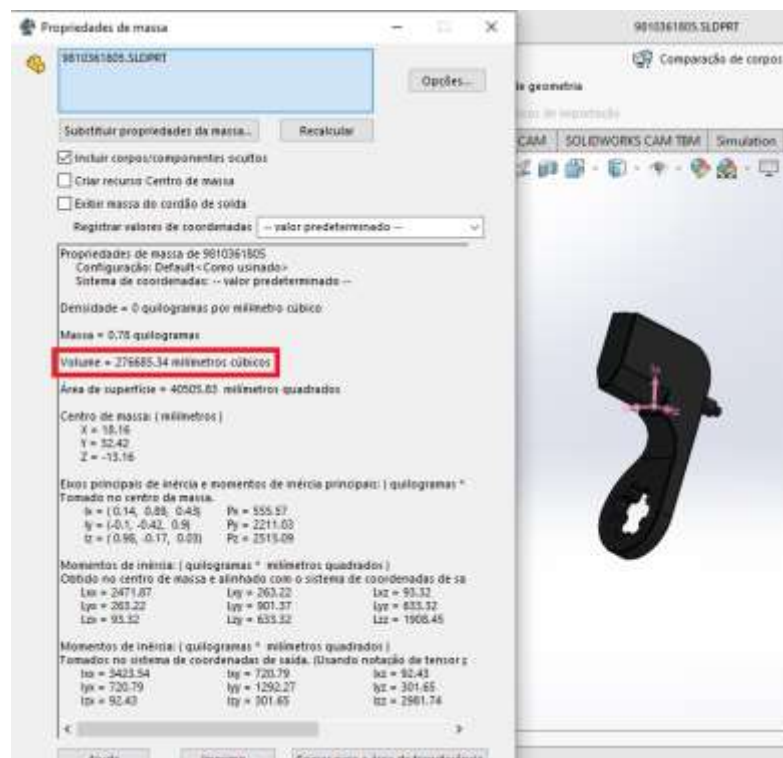 Propriedades de massa
9810361805.SLDPRT
Opções...
Substituir propriedades da massa...
Recalcular
Incluir corpos/componentes ocultos
Criar recurso Centro de massa
Exibir massa do cordão de solda
Registrar valores de coordenadas
-- valor predeterminado --
Propriedades de massa de 9810361805
Configuração: Default<Como usinado>
Sistema de coordenadas: -- valor predeterminado --
Densidade = 0 quilogramas por milímetro cúbico
Massa = 0.78 quilogramas
Volume = 276685.34 milímetros cúbicos
Área de superfície = 40505.83 milímetros quadrados
Centro de massa: ( milímetros )
X = 18.16
Y = 32.42
Z = -13.16
Eixos principais de inércia e momentos de inércia principais: ( quilogramas *
Tomado no centro da massa.
Ix = ( 0.14, 0.89, 0.43) Px = 555.57
Iy = (-0.1, -0.42, 0.9) Py = 2211.03
Iz = ( 0.98, -0.17, 0.03) Pz = 2515.09
Momentos de inércia: ( quilogramas * milímetros quadrados )
Obtido no centro de massa e alinhado com o sistema de coordenadas de sa
Lxx = 2471.87 Lxy = 263.22 Lxz = 93.32
Lyx = 263.22 Lyy = 901.37 Lyz = 633.32
Lzx = 93.32 Lzy = 633.32 Lzz = 1908.45
Momentos de inércia: ( quilogramas * milímetros quadrados )
Tomados no sistema de coordenadas de saída. (Usando notação de tensor p
Ixx = 3423.54 Ixy = 720.79 Ixz = 92.43
Iyx = 720.79 Iyy = 1292.27 Iyz = 301.65
Izx = 92.43 Izy = 301.65 Izz = 2981.74
9810361805.SLDPRT
Comparação de corpos
e geometria
CAM SOLIDWORKS CAM TBM Simulation